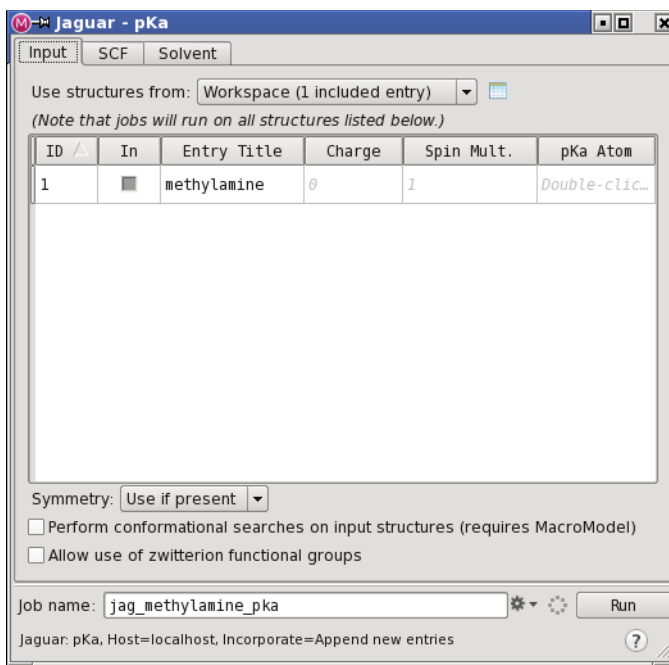 Jaguar - pKa
Input SCF Solvent
Use structures from: Workspace (1 included entry)
(Note that jobs will run on all structures listed below.)
ID In Entry Title Charge Spin Mult. pKa Atom
1 methylamine 0 1 Double-clic…
Symmetry: Use if present
Perform conformational searches on input structures (requires MacroModel)
Allow use of zwitterion functional groups
Job name: jag_methylamine_pka Run
Jaguar: pKa, Host=localhost, Incorporate=Append new entries ?